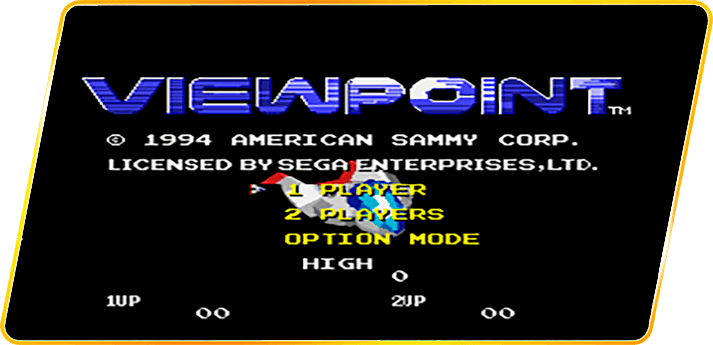 VIEWPOINT™
© 1994 AMERICAN SAMMY CORP.
LICENSED BY SEGA ENTERPRISES,LTD.
1 PLAYER
2 PLAYERS
OPTION MODE
HIGH 0
1UP 00 2UP 00